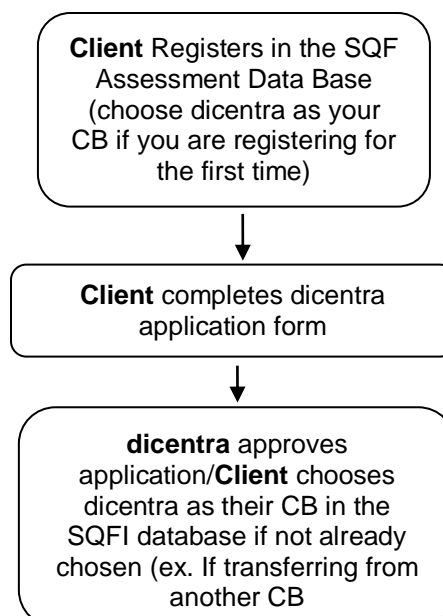 Client Registers in the SQF
Assessment Data Base
(choose dicentra as your
CB if you are registering for
the first time)
Client completes dicentra
application form
dicentra approves
application/Client chooses
dicentra as their CB in the
SQFI database if not already
chosen (ex. If transferring from
another CB